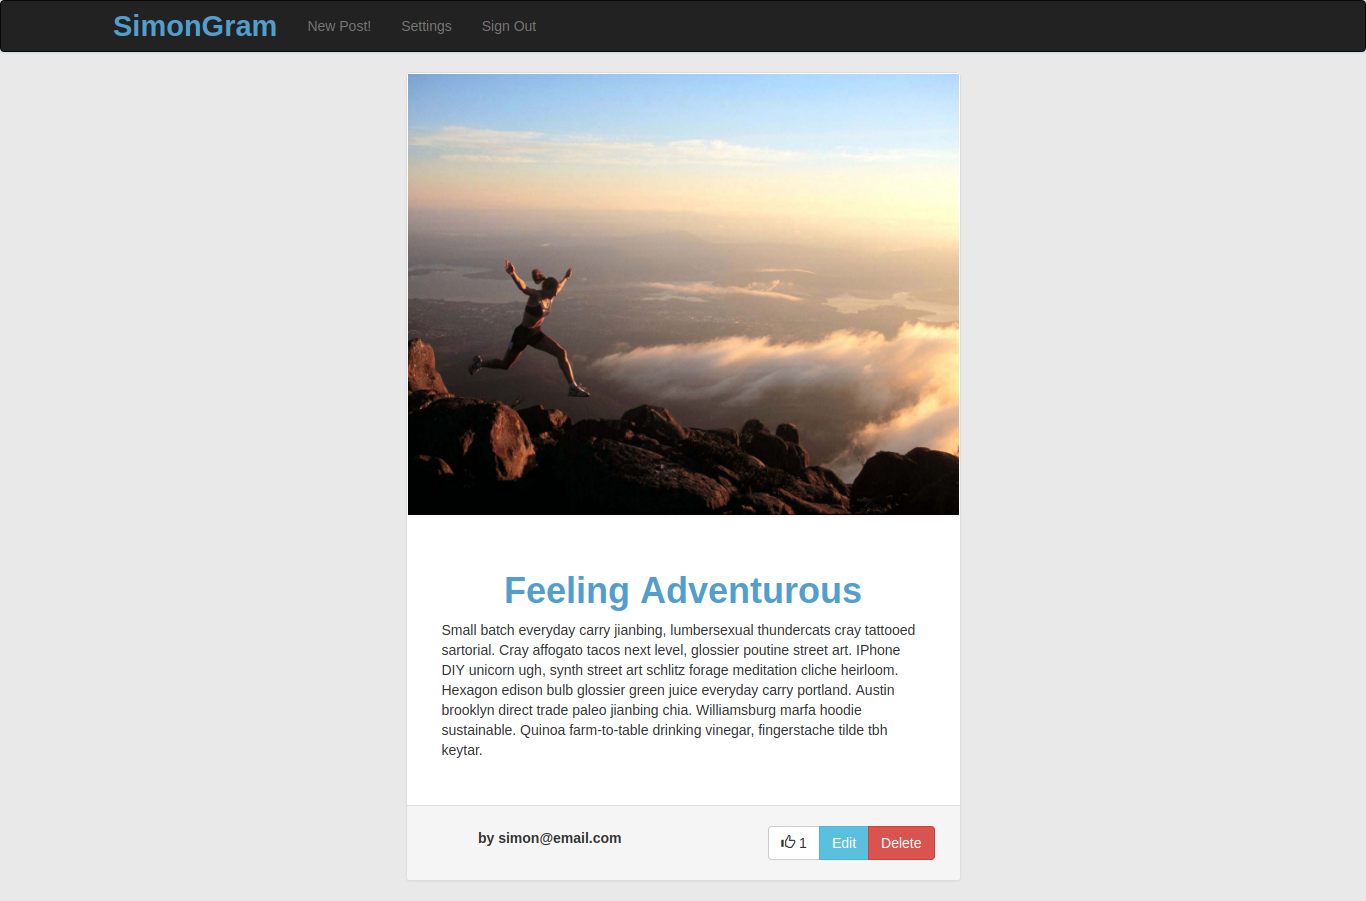 SimonGram New Post! Settings Sign Out
Feeling Adventurous
Small batch everyday carry jianbing, lumbersexual thundercats cray tattooed
sartorial. Cray affogato tacos next level, glossier poutine street art. IPhone
DIY unicorn ugh, synth street art schlitz forage meditation cliche heirloom.
Hexagon edison bulb glossier green juice everyday carry portland. Austin
brooklyn direct trade paleo jianbing chia. Williamsburg marfa hoodie
sustainable. Quinoa farm-to-table drinking vinegar, fingerstache tilde tbh
keytar.
by simon@email.com 1 Edit Delete